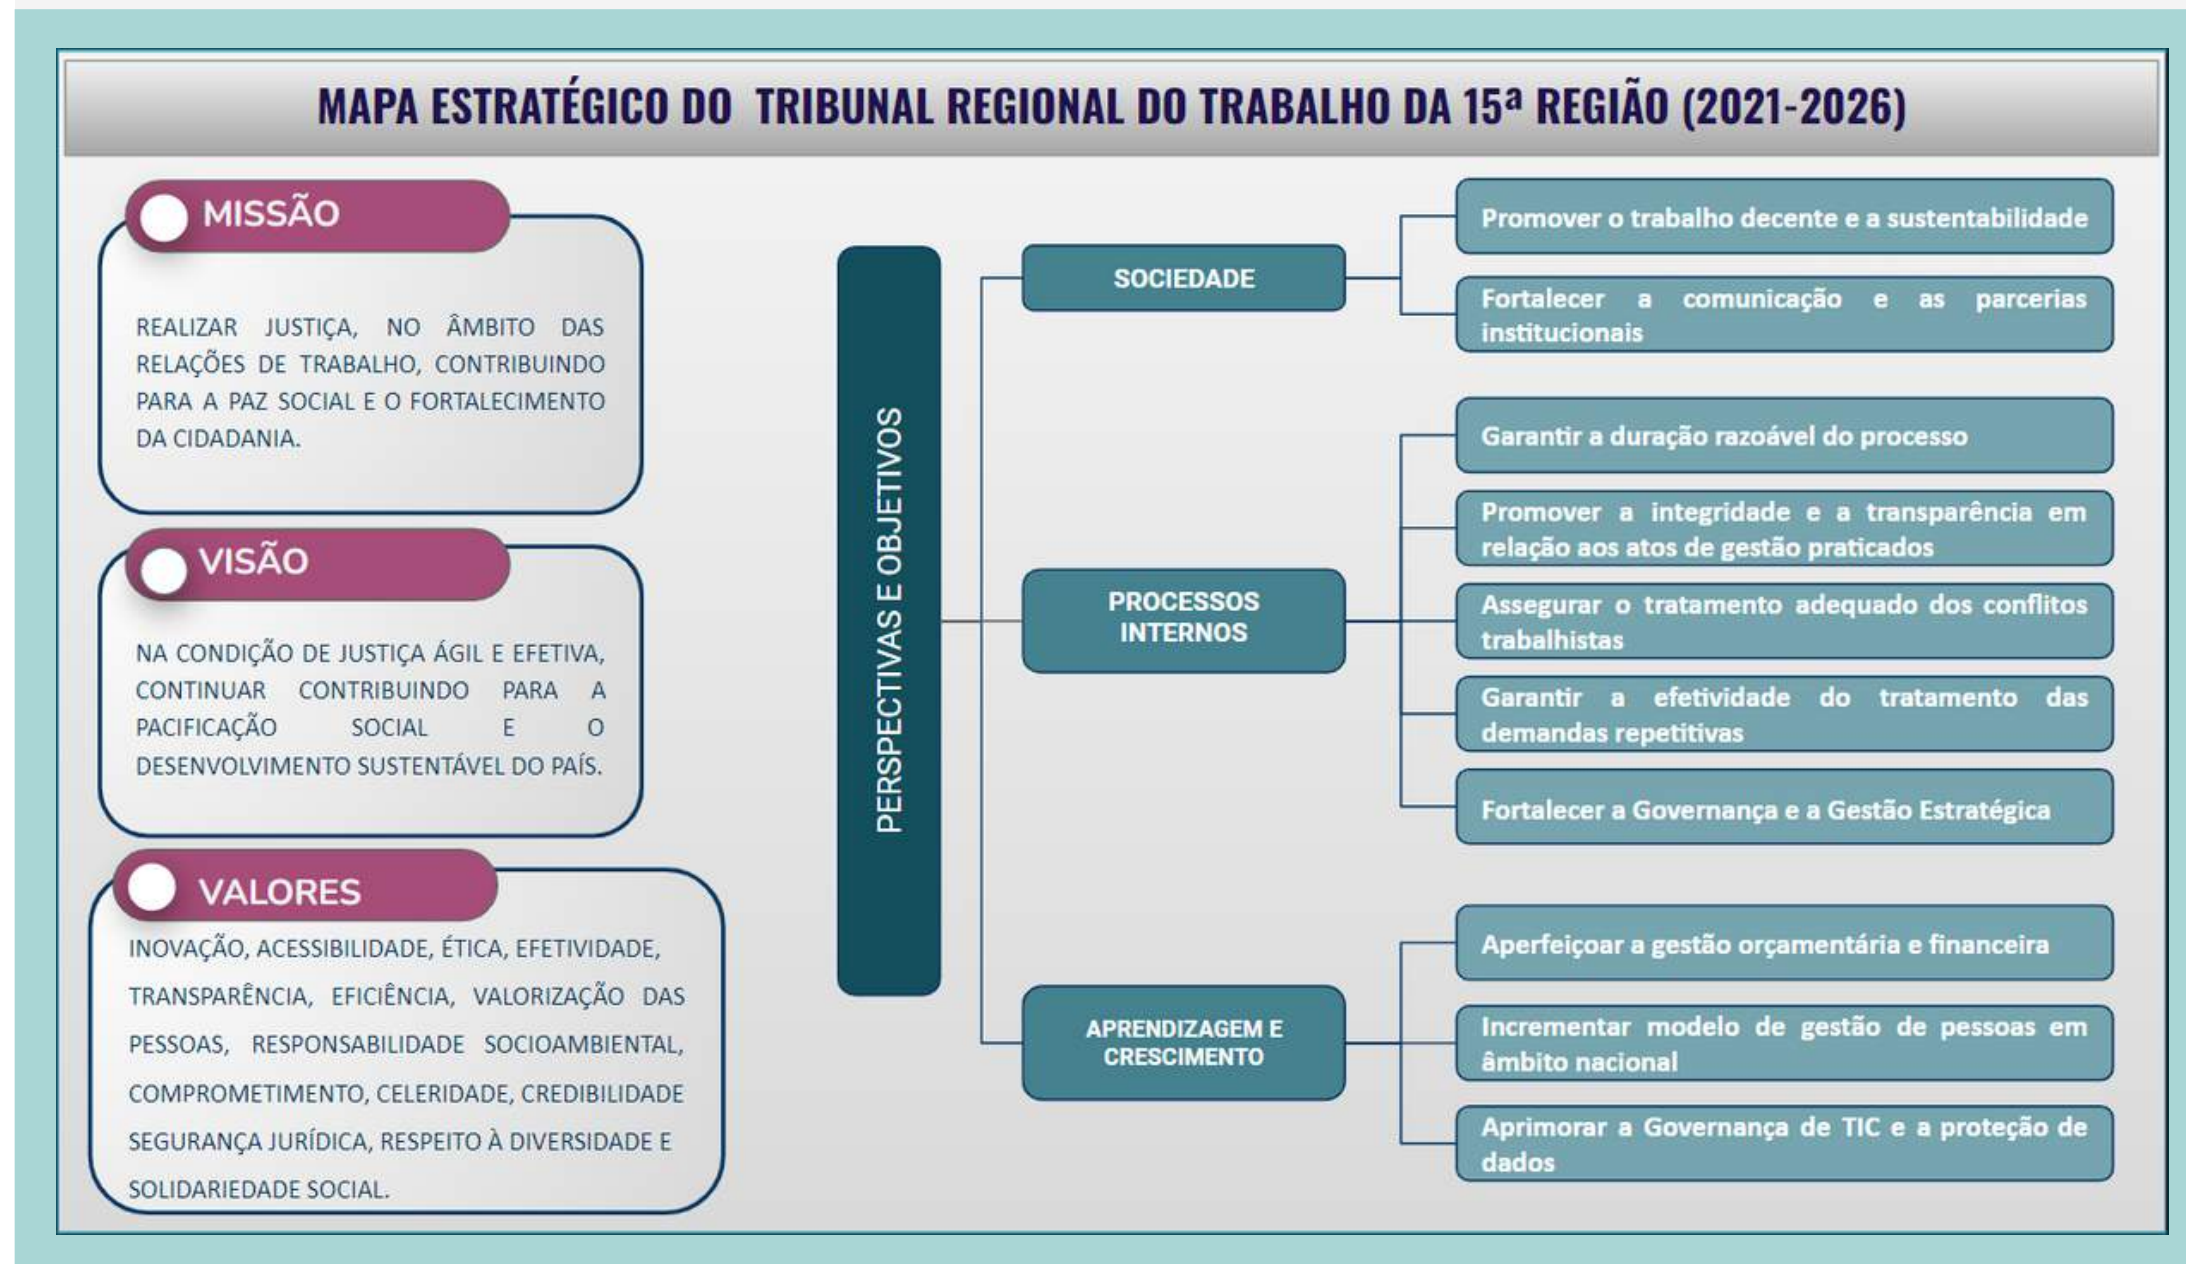 MAPA ESTRATÉGICO DO TRIBUNAL REGIONAL DO TRABALHO DA 15ª REGIÃO (2021-2026)
MISSÃO
REALIZAR JUSTIÇA, NO ÂMBITO DAS
RELAÇÕES DE TRABALHO, CONTRIBUINDO
PARA A PAZ SOCIAL E O FORTALECIMENTO
DA CIDADANIA.
VISÃO
NA CONDIÇÃO DE JUSTIÇA ÁGIL E EFETIVA,
CONTINUAR CONTRIBUINDO PARA A
PACIFICAÇÃO SOCIAL E O
DESENVOLVIMENTO SUSTENTÁVEL DO PAÍS.
VALORES
INOVAÇÃO, ACESSIBILIDADE, ÉTICA, EFETIVIDADE,
TRANSPARÊNCIA, EFICIÊNCIA, VALORIZAÇÃO DAS
PESSOAS, RESPONSABILIDADE SOCIOAMBIENTAL,
COMPROMETIMENTO, CELERIDADE, CREDIBILIDADE
SEGURANÇA JURÍDICA, RESPEITO À DIVERSIDADE E
SOLIDARIEDADE SOCIAL.
PERSPECTIVAS E OBJETIVOS
SOCIEDADE
Promover o trabalho decente e a sustentabilidade
Fortalecer a comunicação e as parcerias
institucionais
PROCESSOS
INTERNOS
Garantir a duração razoável do processo
Promover a integridade e a transparência em
relação aos atos de gestão praticados
Assegurar o tratamento adequado dos conflitos
trabalhistas
Garantir a efetividade do tratamento das
demandas repetitivas
Fortalecer a Governança e a Gestão Estratégica
APRENDIZAGEM E
CRESCIMENTO
Aperfeiçoar a gestão orçamentária e financeira
Incrementar modelo de gestão de pessoas em
âmbito nacional
Aprimorar a Governança de TIC e a proteção de
dados